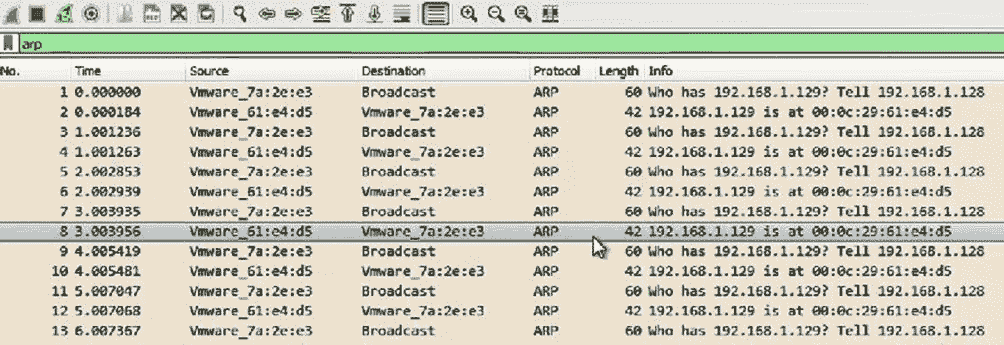 arp
No. Time Source Destination Protocol Length Info
1 0.000000 Vmware_7a:2e:e3 Broadcast ARP 60 Who has 192.168.1.129? Tell 192.168.1.128
2 0.000184 Vmware_61:e4:d5 Vmware_7a:2e:e3 ARP 42 192.168.1.129 is at 00:0c:29:61:e4:d5
3 1.001236 Vmware_7a:2e:e3 Broadcast ARP 60 Who has 192.168.1.129? Tell 192.168.1.128
4 1.001263 Vmware_61:e4:d5 Vmware_7a:2e:e3 ARP 42 192.168.1.129 is at 00:0c:29:61:e4:d5
5 2.002853 Vmware_7a:2e:e3 Broadcast ARP 60 Who has 192.168.1.129? Tell 192.168.1.128
6 2.002939 Vmware_61:e4:d5 Vmware_7a:2e:e3 ARP 42 192.168.1.129 is at 00:0c:29:61:e4:d5
7 3.003935 Vmware_7a:2e:e3 Broadcast ARP 60 Who has 192.168.1.129? Tell 192.168.1.128
8 3.003956 Vmware_61:e4:d5 Vmware_7a:2e:e3 ARP 42 192.168.1.129 is at 00:0c:29:61:e4:d5
9 4.005419 Vmware_7a:2e:e3 Broadcast ARP 60 Who has 192.168.1.129? Tell 192.168.1.128
10 4.005481 Vmware_61:e4:d5 Vmware_7a:2e:e3 ARP 42 192.168.1.129 is at 00:0c:29:61:e4:d5
11 5.007047 Vmware_7a:2e:e3 Broadcast ARP 60 Who has 192.168.1.129? Tell 192.168.1.128
12 5.007068 Vmware_61:e4:d5 Vmware_7a:2e:e3 ARP 42 192.168.1.129 is at 00:0c:29:61:e4:d5
13 6.007367 Vmware_7a:2e:e3 Broadcast ARP 60 Who has 192.168.1.129? Tell 192.168.1.128